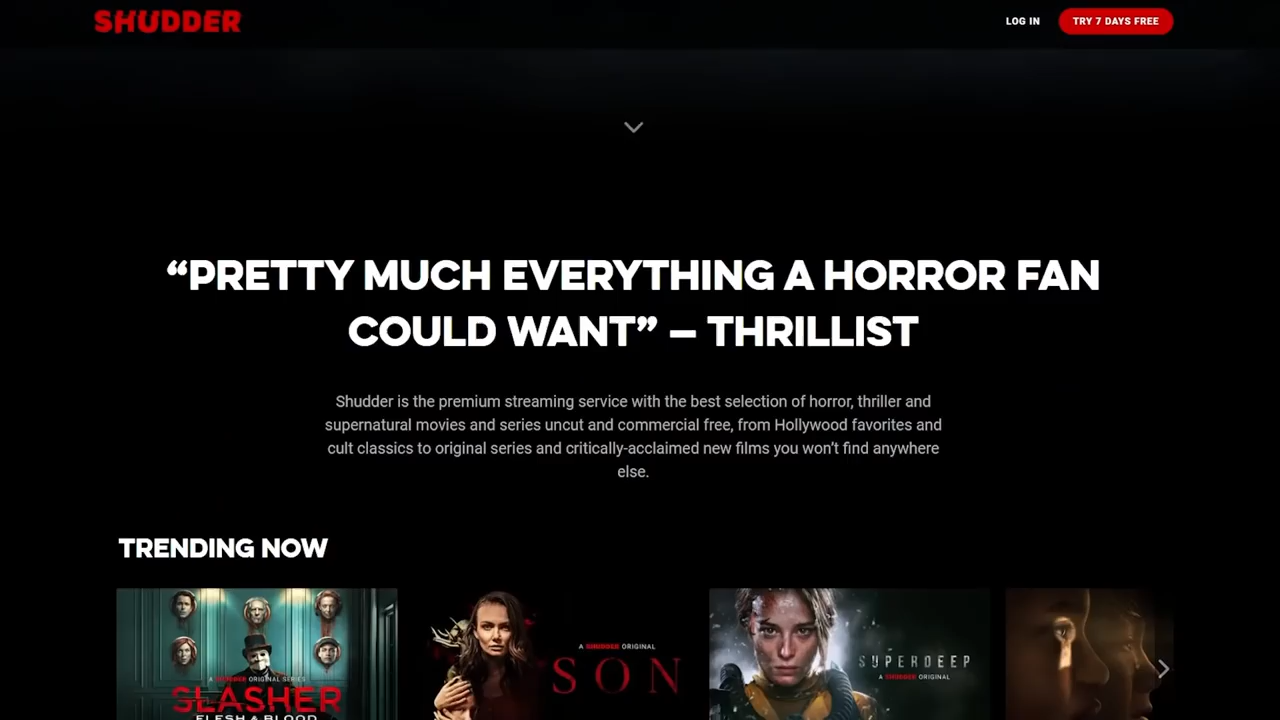 SHUDDER
LOG IN
TRY 7 DAYS FREE
“PRETTY MUCH EVERYTHING A HORROR FAN
COULD WANT” – THRILLIST
Shudder is the premium streaming service with the best selection of horror, thriller and
supernatural movies and series uncut and commercial free, from Hollywood favorites and
cult classics to original series and critically-acclaimed new films you won’t find anywhere
else.
TRENDING NOW
A SHUDDER ORIGINAL SERIES
SLASHER
FLESH & BLOOD
A SHUDDER ORIGINAL
SON
SUPERDEEP
A SHUDDER ORIGINAL